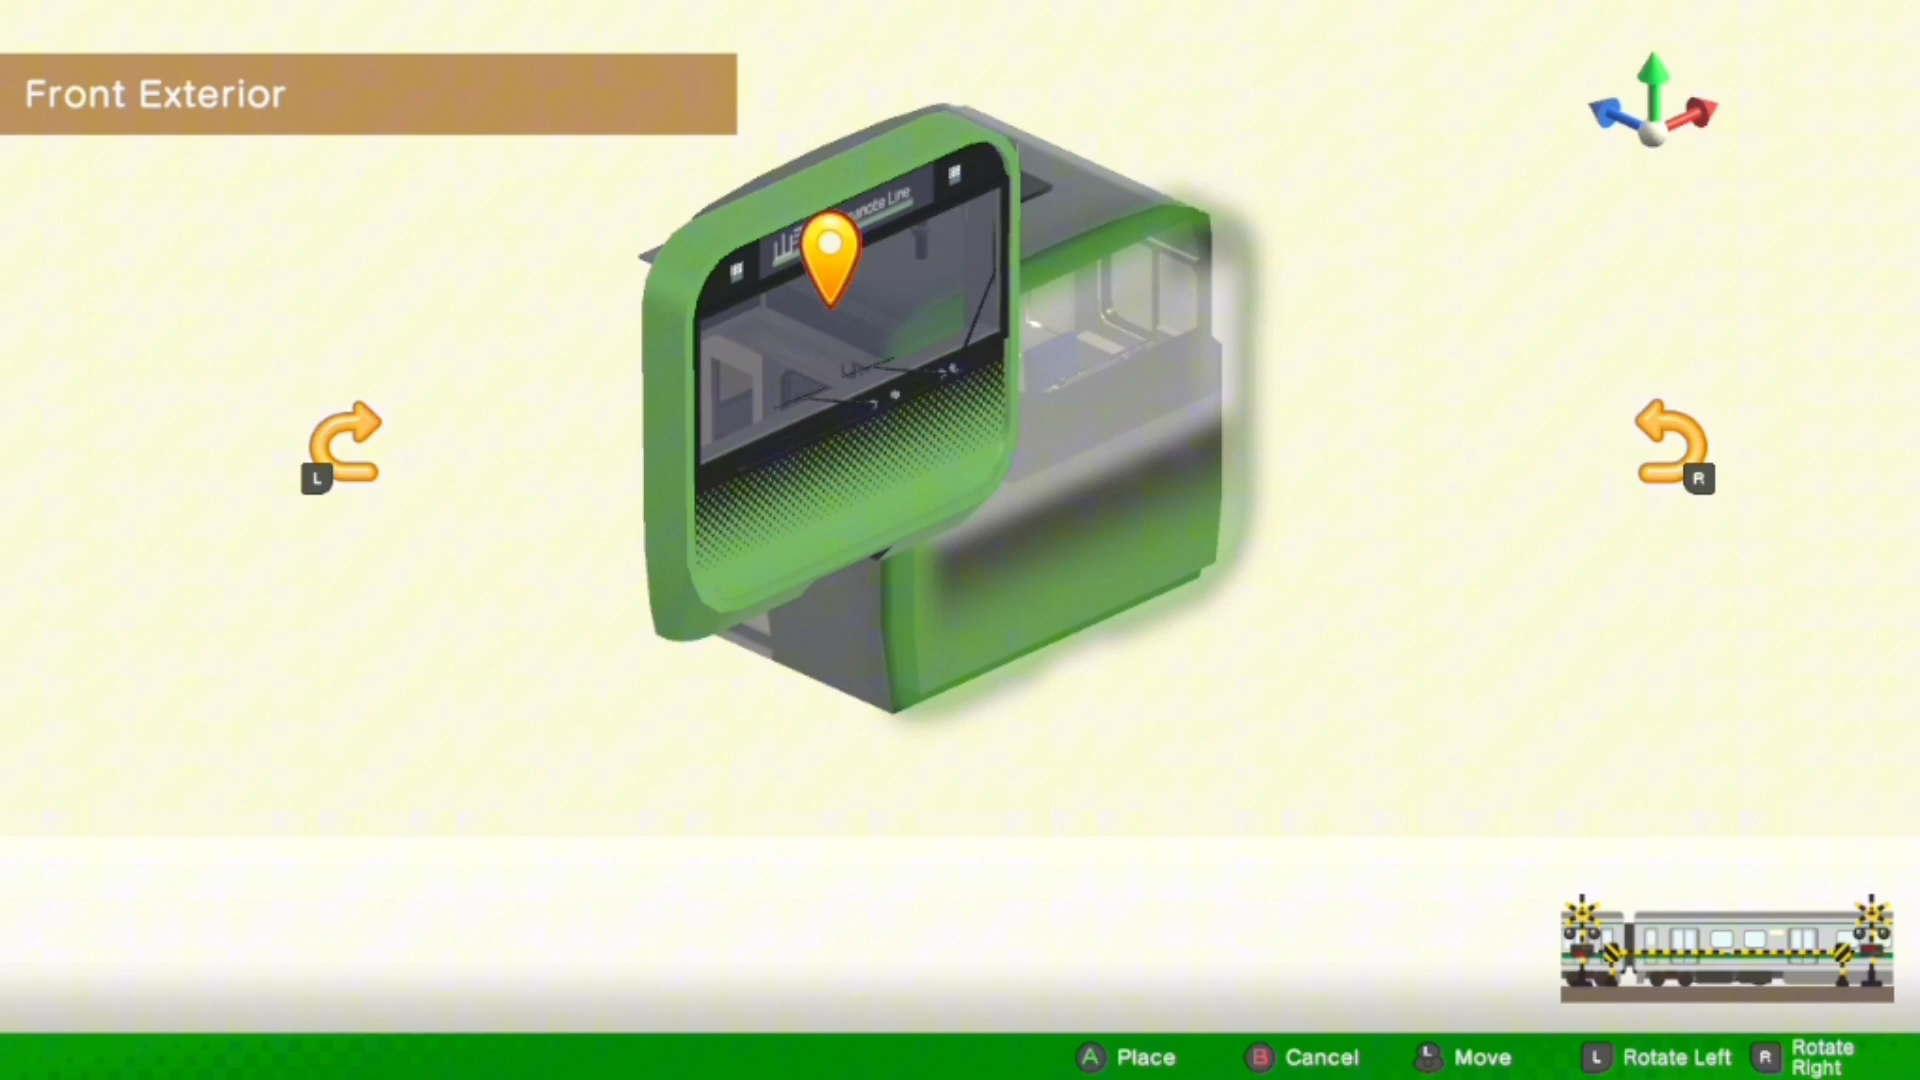 Front Exterior
L
R
A Place
B Cancel
L Move
L Rotate Left
R Rotate Right